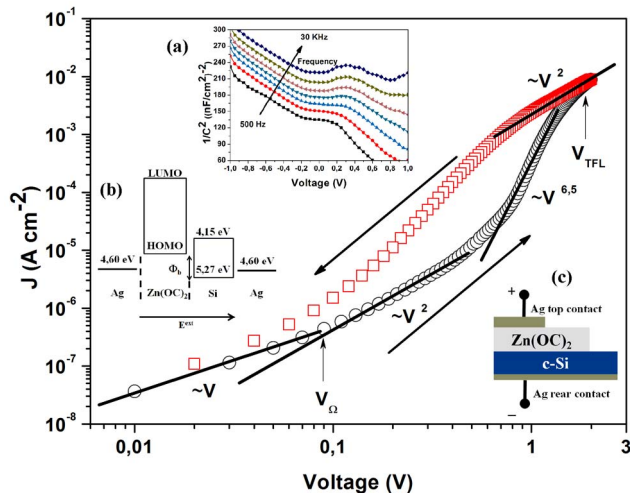 (a)
30 KHz
Frequency
500 Hz
1/C² ((nF/cm²)-2)
300
270
240
210
180
150
120
90
60
-1,0 -0,8 -0,6 -0,4 -0,2 0,0 0,2 0,4 0,6 0,8 1,0
Voltage (V)
(b)
LUMO
HOMO
4,60 eV
4,15 eV
5,27 eV
4,60 eV
Φb
Ag Zn(OC)₂ Si Ag
E^ext
~V²
V_TFL
~V^6,5
~V²
~V
V_Ω
(c)
+
Ag top contact
Zn(OC)₂
c-Si
Ag rear contact
–
J (A cm⁻²)
10⁻¹
10⁻²
10⁻³
10⁻⁴
10⁻⁵
10⁻⁶
10⁻⁷
10⁻⁸
0,01 0,1 1 3
Voltage (V)